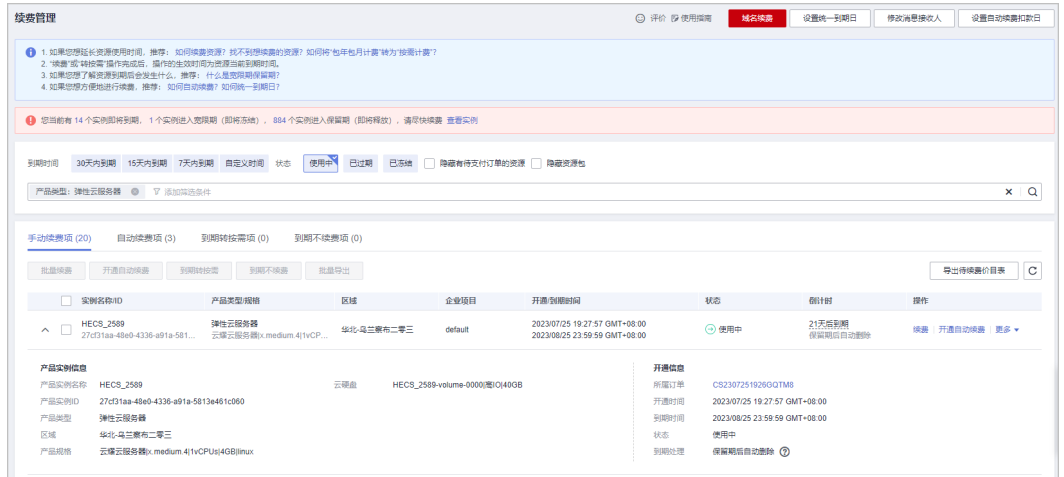 续费管理
评价 使用指南 域名续费 设置统一到期日 修改消息接收人 设置自动续费扣款日
1. 如果您想延长资源使用时间, 推荐: 如何续费资源? 找不到想续费的资源? 如何将"包年包月计费"转为"按需计费"?
2. "续费"或"转按需"操作完成后, 操作的生效时间为资源当前到期时间。
3. 如果您想了解资源到期后会发生什么, 推荐: 什么是宽限期保留期?
4. 如果您想方便地进行续费, 推荐: 如何自动续费? 如何统一到期日?
您当前有 14 个实例即将到期, 1 个实例进入宽限期 (即将冻结) , 884 个实例进入保留期 (即将释放) , 请尽快续费 查看实例
到期时间 30天内到期 15天内到期 7天内到期 自定义时间 状态 使用中 已过期 已冻结 隐藏有待支付订单的资源 隐藏资源包
产品类型: 弹性云服务器 添加筛选条件
手动续费项 (20) 自动续费项 (3) 到期转按需项 (0) 到期不续费项 (0)
批量续费 开通自动续费 到期转按需 到期不续费 批量导出 导出待续费价目表
实例名称/ID 产品类型/规格 区域 企业项目 开通/到期时间 状态 倒计时 操作
HECS_2589 弹性云服务器 华北-乌兰察布二零三 default 2023/07/25 19:27:57 GMT+08:00 使用中 21天后到期 续费 开通自动续费 更多
27cf31aa-48e0-4336-a91a-581... 云耀云服务器|x.medium.4|1vCP... 2023/08/25 23:59:59 GMT+08:00 保留期后自动删除
产品实例信息 开通信息
产品实例名称 HECS_2589 云硬盘 HECS_2589-volume-0000|高IO|40GB 所属订单 CS2307251926GQTM8
产品实例ID 27cf31aa-48e0-4336-a91a-5813e461c060 开通时间 2023/07/25 19:27:57 GMT+08:00
产品类型 弹性云服务器 到期时间 2023/08/25 23:59:59 GMT+08:00
区域 华北-乌兰察布二零三 状态 使用中
产品规格 云耀云服务器|x.medium.4|1vCPUs|4GB|linux 到期处理 保留期后自动删除